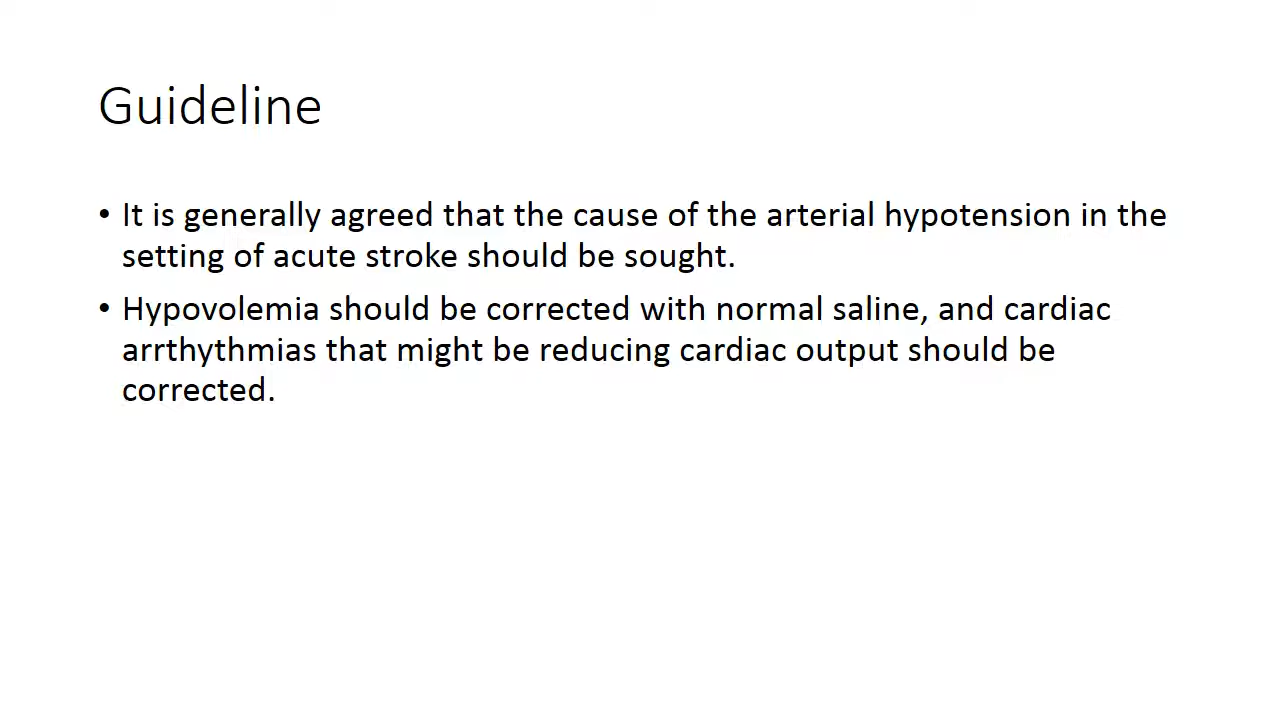 Guideline
• It is generally agreed that the cause of the arterial hypotension in the
setting of acute stroke should be sought.
• Hypovolemia should be corrected with normal saline, and cardiac
arrthythmias that might be reducing cardiac output should be
corrected.